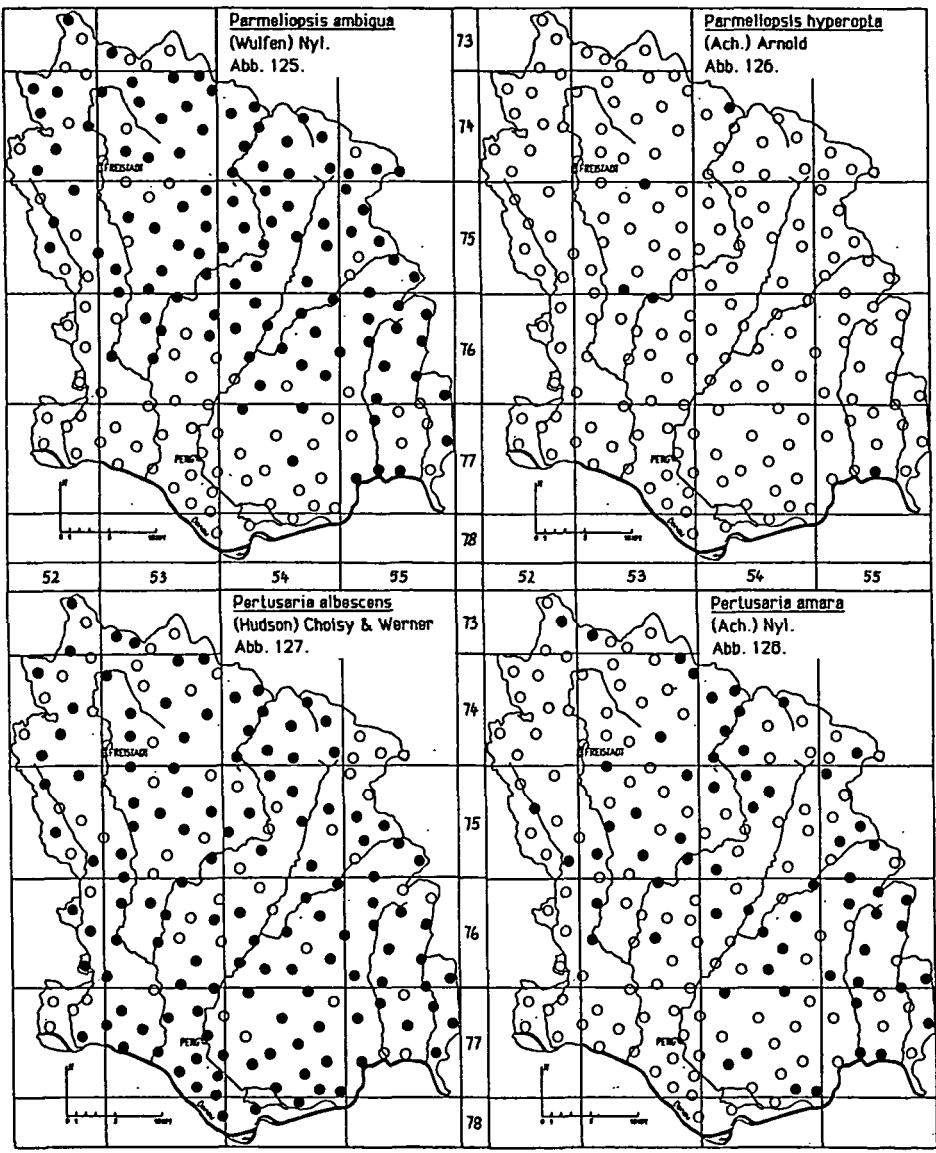 Parmeliopsis ambigua
(Wulfen) Nyl.
Abb. 125.
FREISTADT
PERG
Parmeliopsis hyperopta
(Ach.) Arnold
Abb. 126.
FREISTADT
PERG
73
74
75
76
77
78
52 53 54 55 52 53 54 55
Pertusaria albescens
(Hudson) Choisy & Werner
Abb. 127.
FREISTADT
PERG
Pertusaria amara
(Ach.) Nyl.
Abb. 128.
FREISTADT
PERG
73
74
75
76
77
78